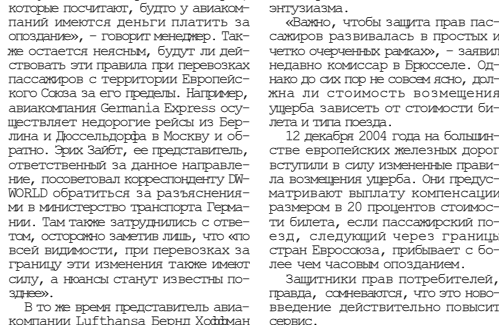 которые посчитают, будто у авиаком-
паний имеются деньги платить за
опоздание», – говорит менеджер. Так-
же остается неясным, будут ли дей-
ствовать эти правила при перевозках
пассажиров с территории Европейс-
кого Союза за его пределы. Например,
авиакомпания Germania Express осу-
ществляет недорогие рейсы из Бер-
лина и Дюссельдорфа в Москву и об-
ратно. Эрих Зайбт, ее представитель,
ответственный за данное направле-
ние, посоветовал корреспонденту DW-
WORLD обратиться за разъяснения-
ми в министерство транспорта Герма-
нии. Там также затруднились с отве-
том, осторожно заметив лишь, что «по
всей видимости, при перевозках за
границу эти изменения также имеют
силу, а нюансы станут известны по-
зднее».
В то же время представитель авиа-
компании Lufthansa Бернд Хоффман
энтузиазма.
«Важно, чтобы защита прав пас-
сажиров развивалась в простых и
четко очерченных рамках», – заявил
недавно комиссар в Брюсселе. Од-
нако до сих пор не совсем ясно, дол-
жна ли стоимость возмещения
ущерба зависеть от стоимости би-
лета и типа поезда.
12 декабря 2004 года на большин-
стве европейских железных дорог
вступили в силу измененные прави-
ла возмещения ущерба. Они предус-
матривают выплату компенсации
размером в 20 процентов стоимос-
ти билета, если пассажирский по-
езд, следующий через границы
стран Евросоюза, прибывает с бо-
лее чем часовым опозданием.
Защитники прав потребителей,
правда, сомневаются, что это ново-
введение действительно повысит
сервис.